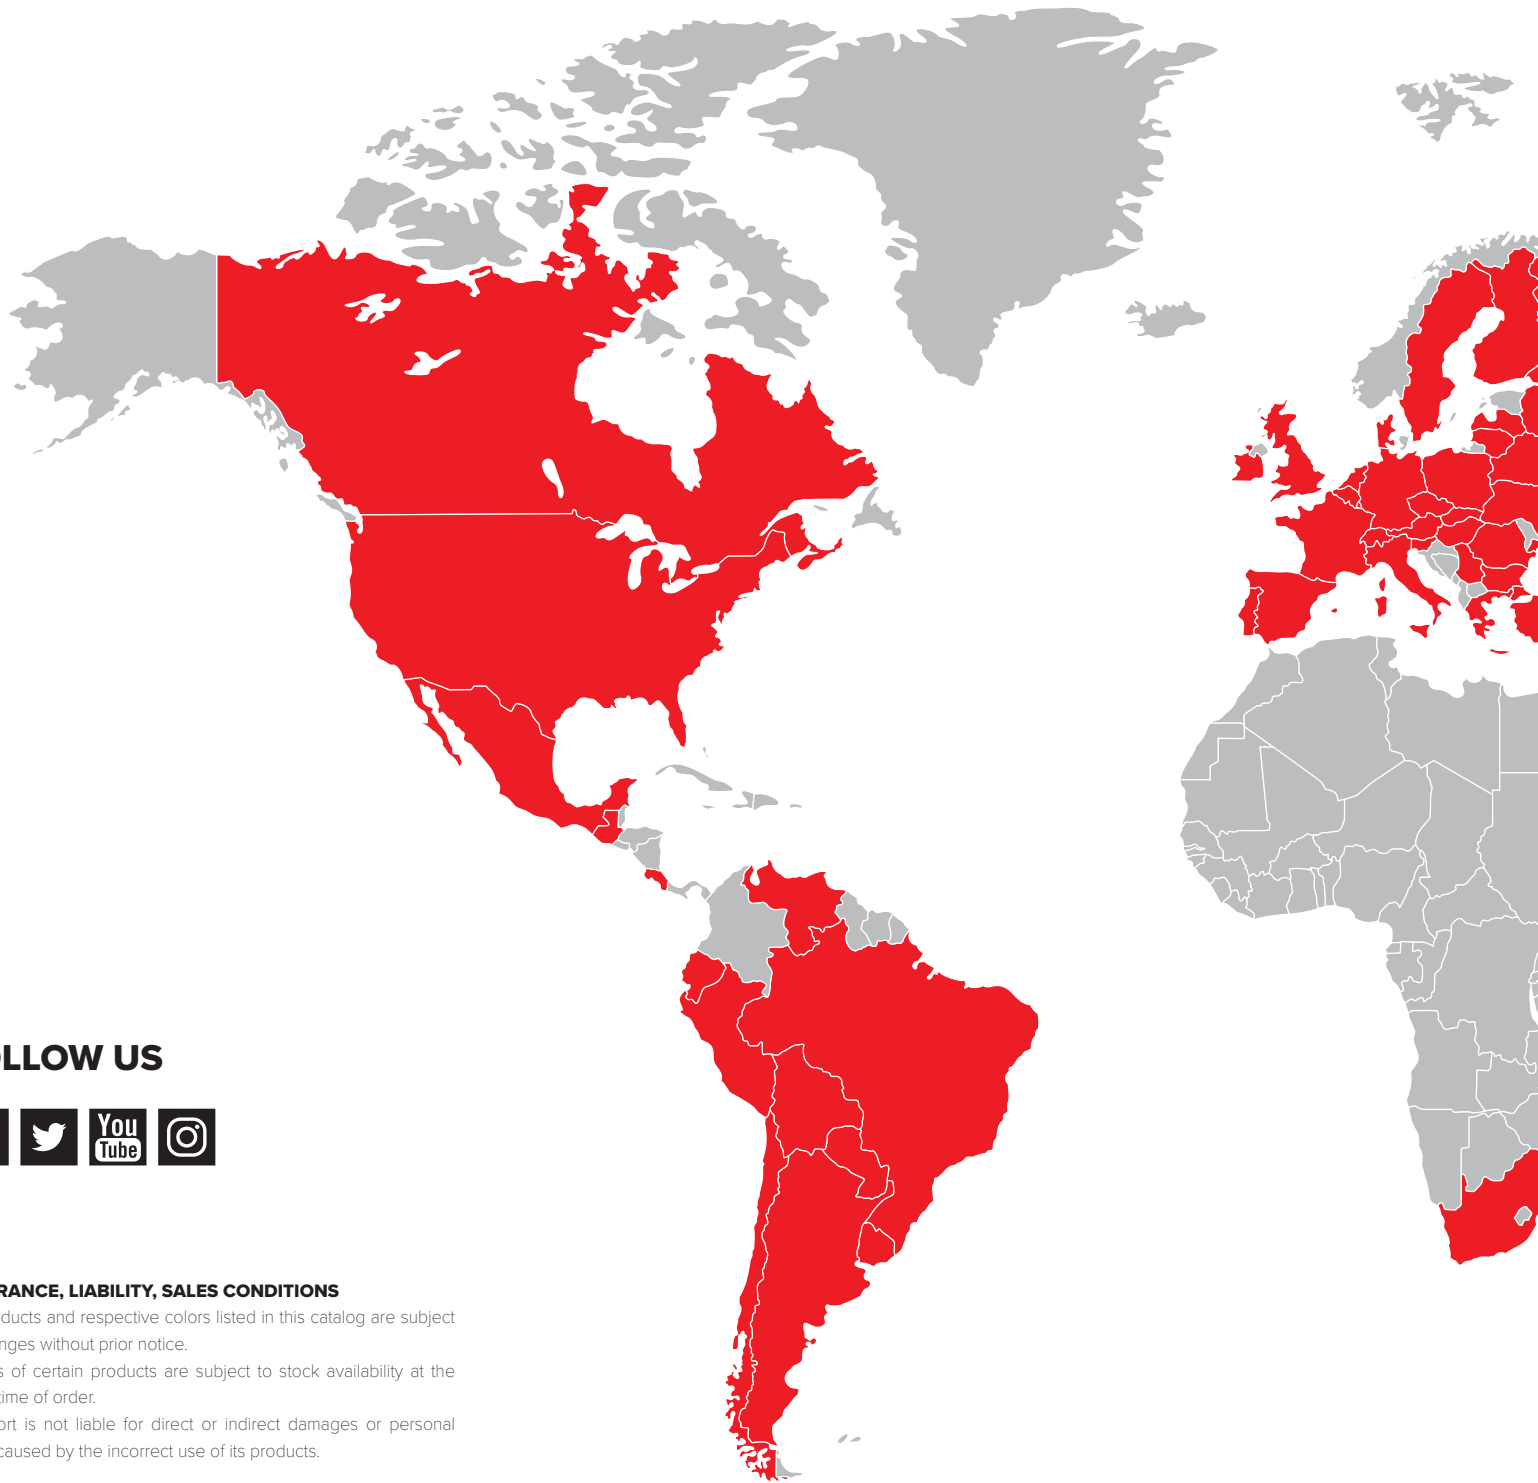 OLLOW US
You
Tube
RANCE, LIABILITY, SALES CONDITIONS
ducts and respective colors listed in this catalog are subject
nges without prior notice.
s of certain products are subject to stock availability at the
time of order.
ort is not liable for direct or indirect damages or personal
caused by the incorrect use of its products.